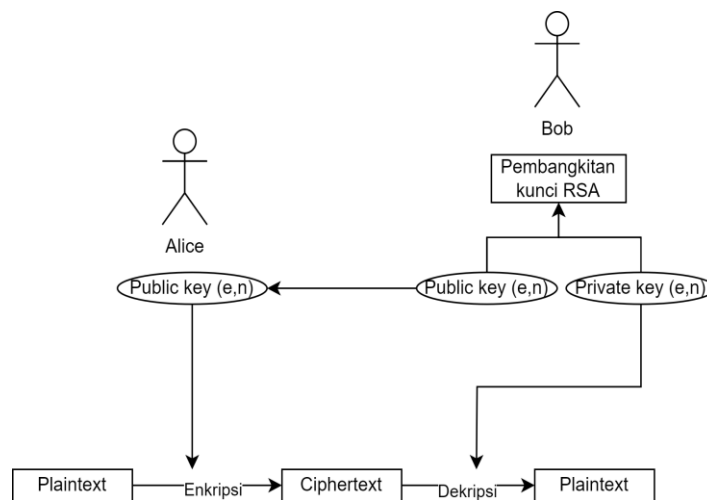 Bob
Pembangkitan
kunci RSA
Alice
Public key (e,n)
Public key (e,n)
Private key (e,n)
Plaintext
Enkripsi
Ciphertext
Dekripsi
Plaintext